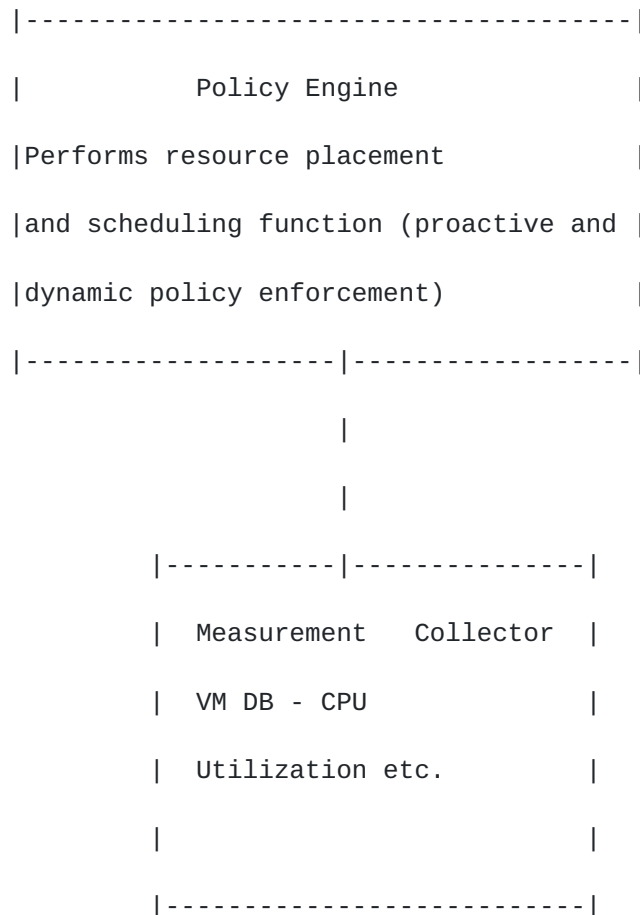 |---------------------------------------|
| Policy Engine |
|Performs resource placement |
|and scheduling function (proactive and |
|dynamic policy enforcement) |
|--------------------|------------------|
|
|
|-----------|---------------|
| Measurement Collector |
| VM DB - CPU |
| Utilization etc. |
| |
|---------------------------|